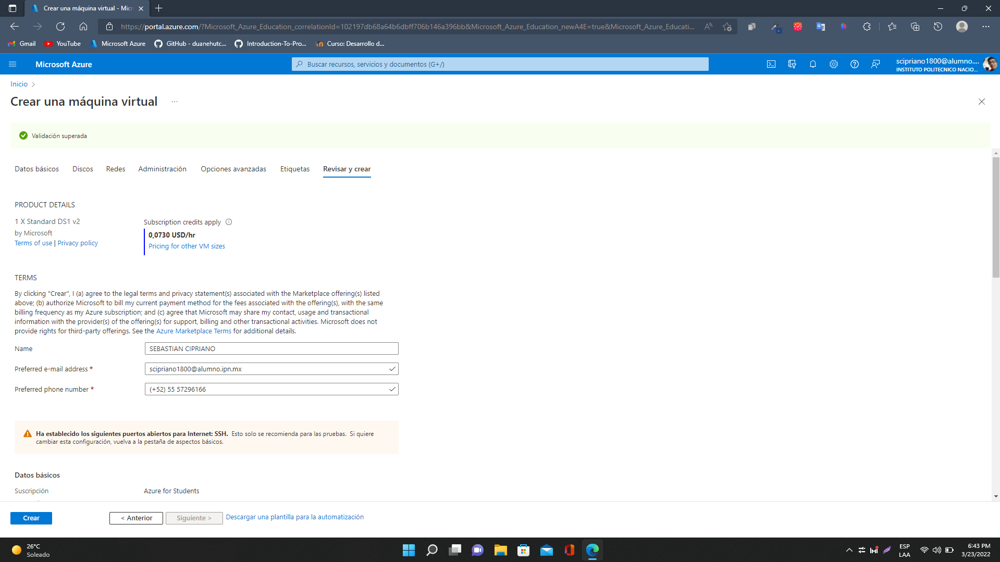 Crear una máquina virtual - Micr
https://portal.azure.com/?Microsoft_Azure_Education_correlationId=102197db68a64b6dbff706b146a396bb&Microsoft_Azure_Education_newA4E=true&Microsoft_Azure_Educati...
Gmail YouTube Microsoft Azure GitHub - duanehutc... Introduction-To-Pro... Curso: Desarrollo d...
Microsoft Azure
Buscar recursos, servicios y documentos (G+/)
scipriano1800@alumno....
INSTITUTO POLITECNICO NACIO...
Inicio >
Crear una máquina virtual ...
Validación superada
Datos básicos Discos Redes Administración Opciones avanzadas Etiquetas Revisar y crear
PRODUCT DETAILS
1 X Standard DS1 v2
by Microsoft
Terms of use | Privacy policy
Subscription credits apply
0,0730 USD/hr
Pricing for other VM sizes
TERMS
By clicking "Crear", I (a) agree to the legal terms and privacy statement(s) associated with the Marketplace offering(s) listed
above; (b) authorize Microsoft to bill my current payment method for the fees associated with the offering(s), with the same
billing frequency as my Azure subscription; and (c) agree that Microsoft may share my contact, usage and transactional
information with the provider(s) of the offering(s) for support, billing and other transactional activities. Microsoft does not
provide rights for third-party offerings. See the Azure Marketplace Terms for additional details.
Name SEBASTIAN CIPRIANO
Preferred e-mail address * scipriano1800@alumno.ipn.mx
Preferred phone number * (+52) 55 57296166
Ha establecido los siguientes puertos abiertos para Internet: SSH. Esto solo se recomienda para las pruebas. Si quiere
cambiar esta configuración, vuelva a la pestaña de aspectos básicos.
Datos básicos
Suscripción Azure for Students
Crear < Anterior Siguiente > Descargar una plantilla para la automatización
26°C
Soleado
ESP
LAA
6:43 PM
3/23/2022